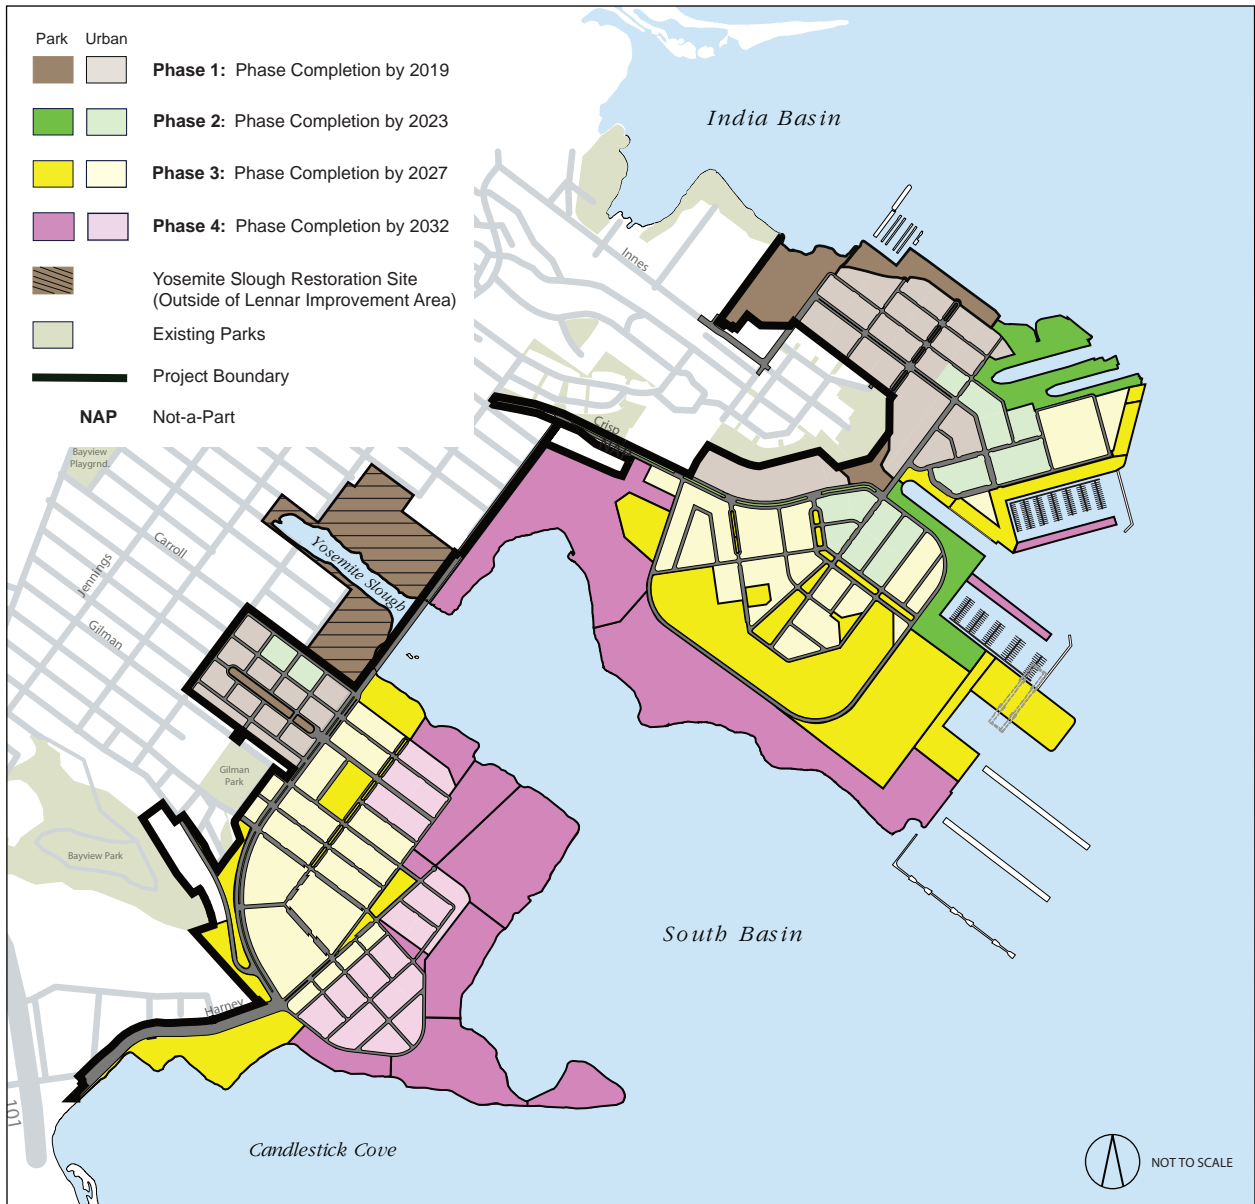 Park Urban
Phase 1: Phase Completion by 2019
Phase 2: Phase Completion by 2023
Phase 3: Phase Completion by 2027
Phase 4: Phase Completion by 2032
Yosemite Slough Restoration Site
(Outside of Lennar Improvement Area)
Existing Parks
Project Boundary
NAP Not-a-Part
India Basin
Innes
Crisp
Bayview
Playgrnd.
Carroll
Jennings
Gilman
Yosemite Slough
Gilman
Park
Bayview Park
South Basin
Harney
101
Candlestick Cove
NOT TO SCALE